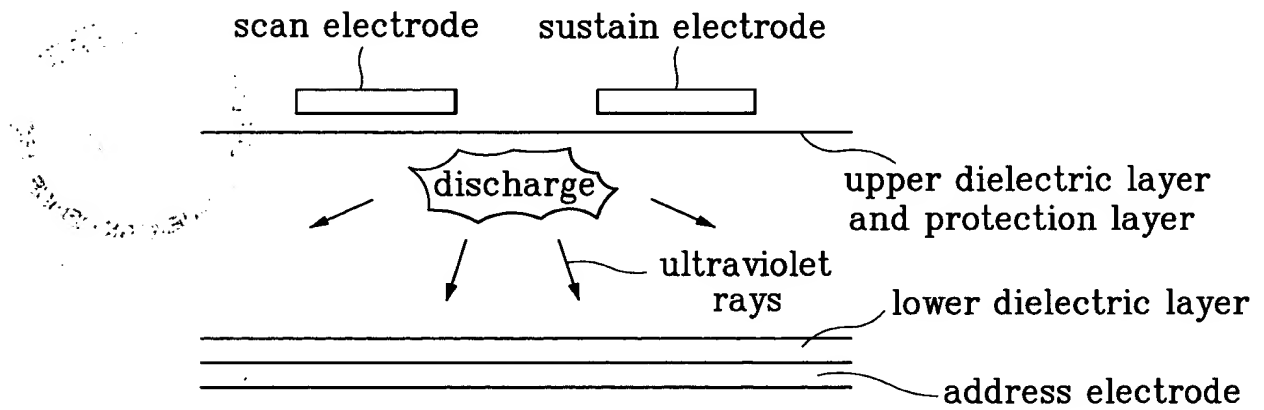 scan electrode
sustain electrode
discharge
upper dielectric layer
and protection layer
ultraviolet
rays
lower dielectric layer
address electrode